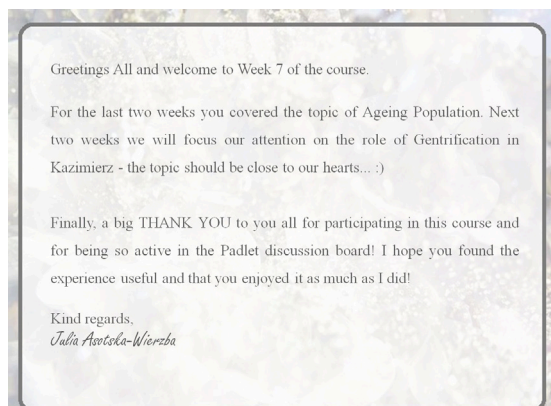 Greetings All and welcome to Week 7 of the course.
For the last two weeks you covered the topic of Ageing Population. Next
two weeks we will focus our attention on the role of Gentrification in
Kazimierz - the topic should be close to our hearts... :)
Finally, a big THANK YOU to you all for participating in this course and
for being so active in the Padlet discussion board! I hope you found the
experience useful and that you enjoyed it as much as I did!
Kind regards,
Julia Asotska-Wierzba